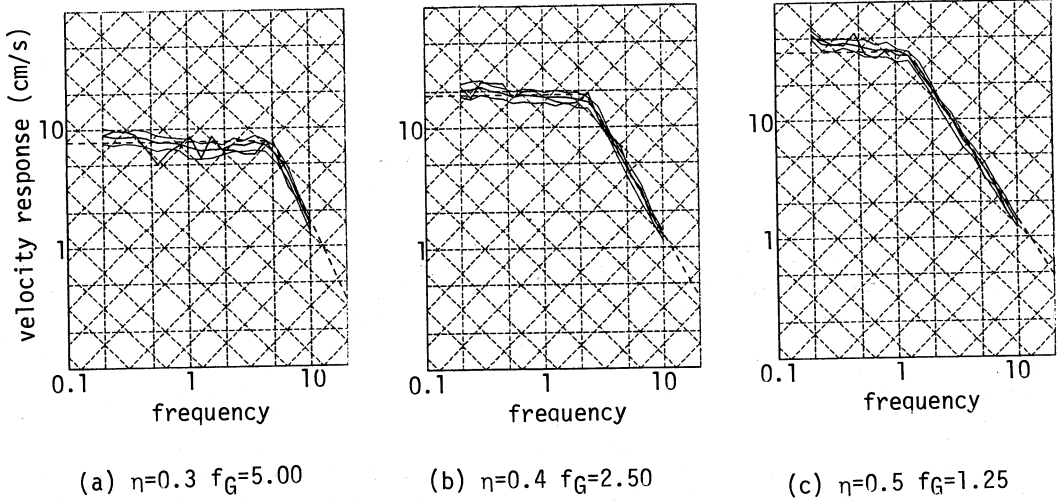 velocity response (cm/s)
10
1
0.1
1
10
frequency
(a) η=0.3 f_G=5.00
10
1
0.1
1
10
frequency
(b) η=0.4 f_G=2.50
10
1
0.1
1
10
frequency
(c) η=0.5 f_G=1.25